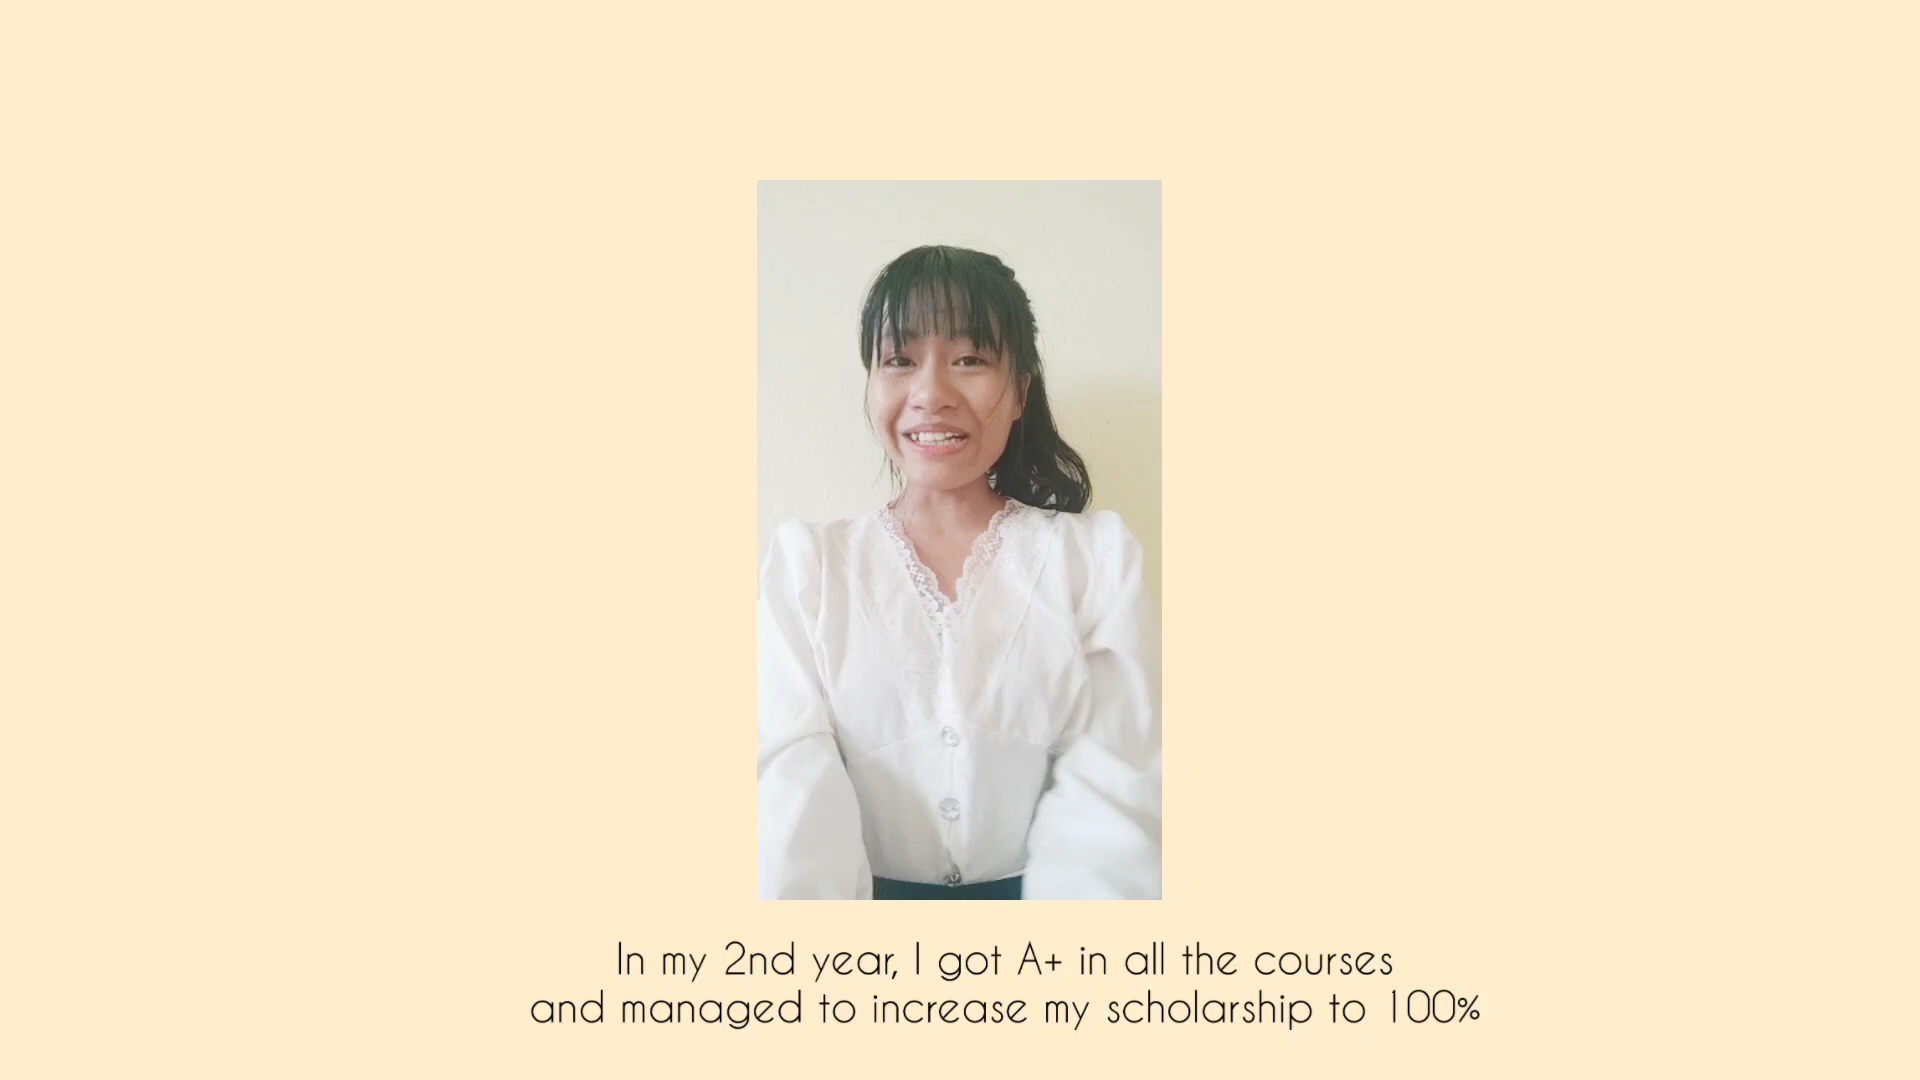 In my 2nd year, I got A+ in all the courses
and managed to increase my scholarship to 100%